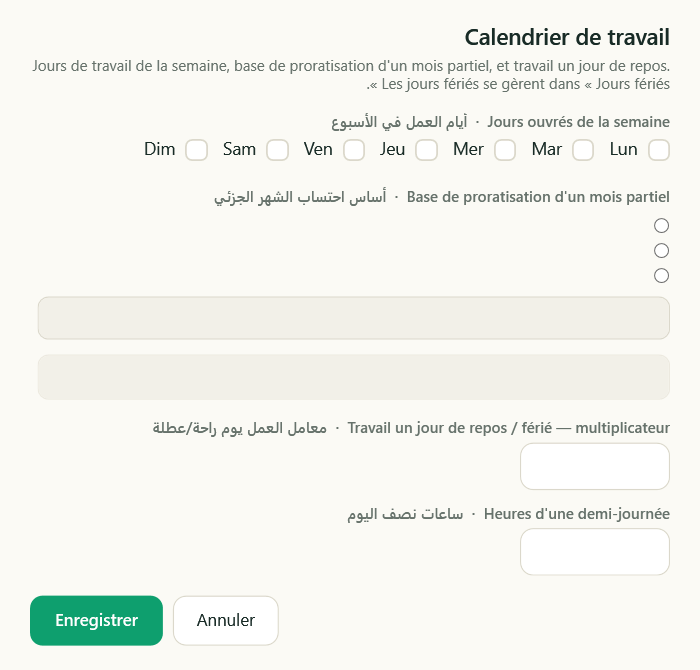 Calendrier de travail
Jours de travail de la semaine, base de proratisation d'un mois partiel, et travail un jour de repos.
Les jours fériés se gèrent dans « Jours fériés ».
Jours ouvrés de la semaine · أيام العمل في الأسبوع
Lun Mar Mer Jeu Ven Sam Dim
Base de proratisation d'un mois partiel · أساس احتساب الشهر الجزئي
Travail un jour de repos / férié — multiplicateur · معامل العمل يوم راحة/عطلة
Heures d'une demi-journée · ساعات نصف اليوم
Annuler Enregistrer